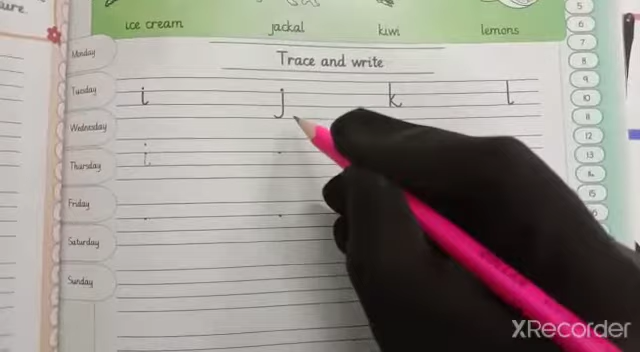 ure.
ice cream jackal kiwi lemons
Trace and write
Monday
Tuesday
i j k l
Wednesday
Thursday
i
Friday
Saturday
Sunday
5
6
7
8
9
10
11
12
13
14
15
XRecorder